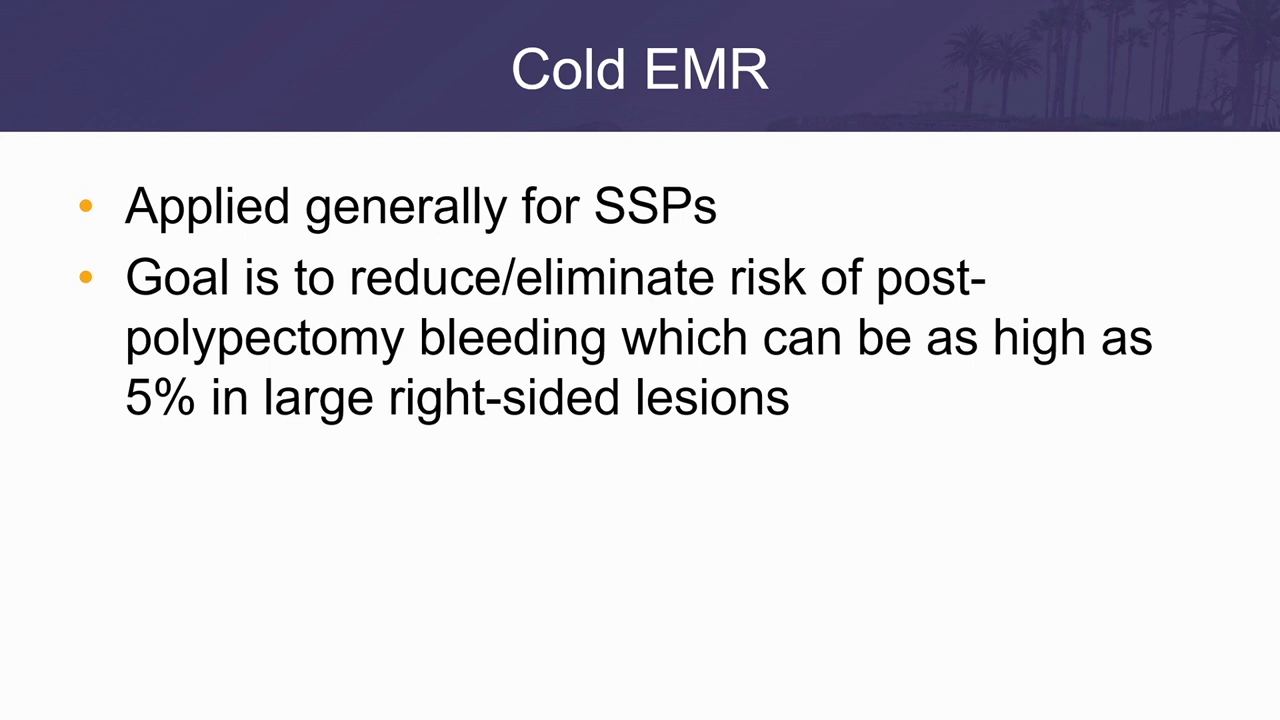 Cold EMR
• Applied generally for SSPs
• Goal is to reduce/eliminate risk of post-
polypectomy bleeding which can be as high as
5% in large right-sided lesions